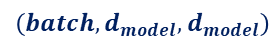 (batch, d_model, d_model)